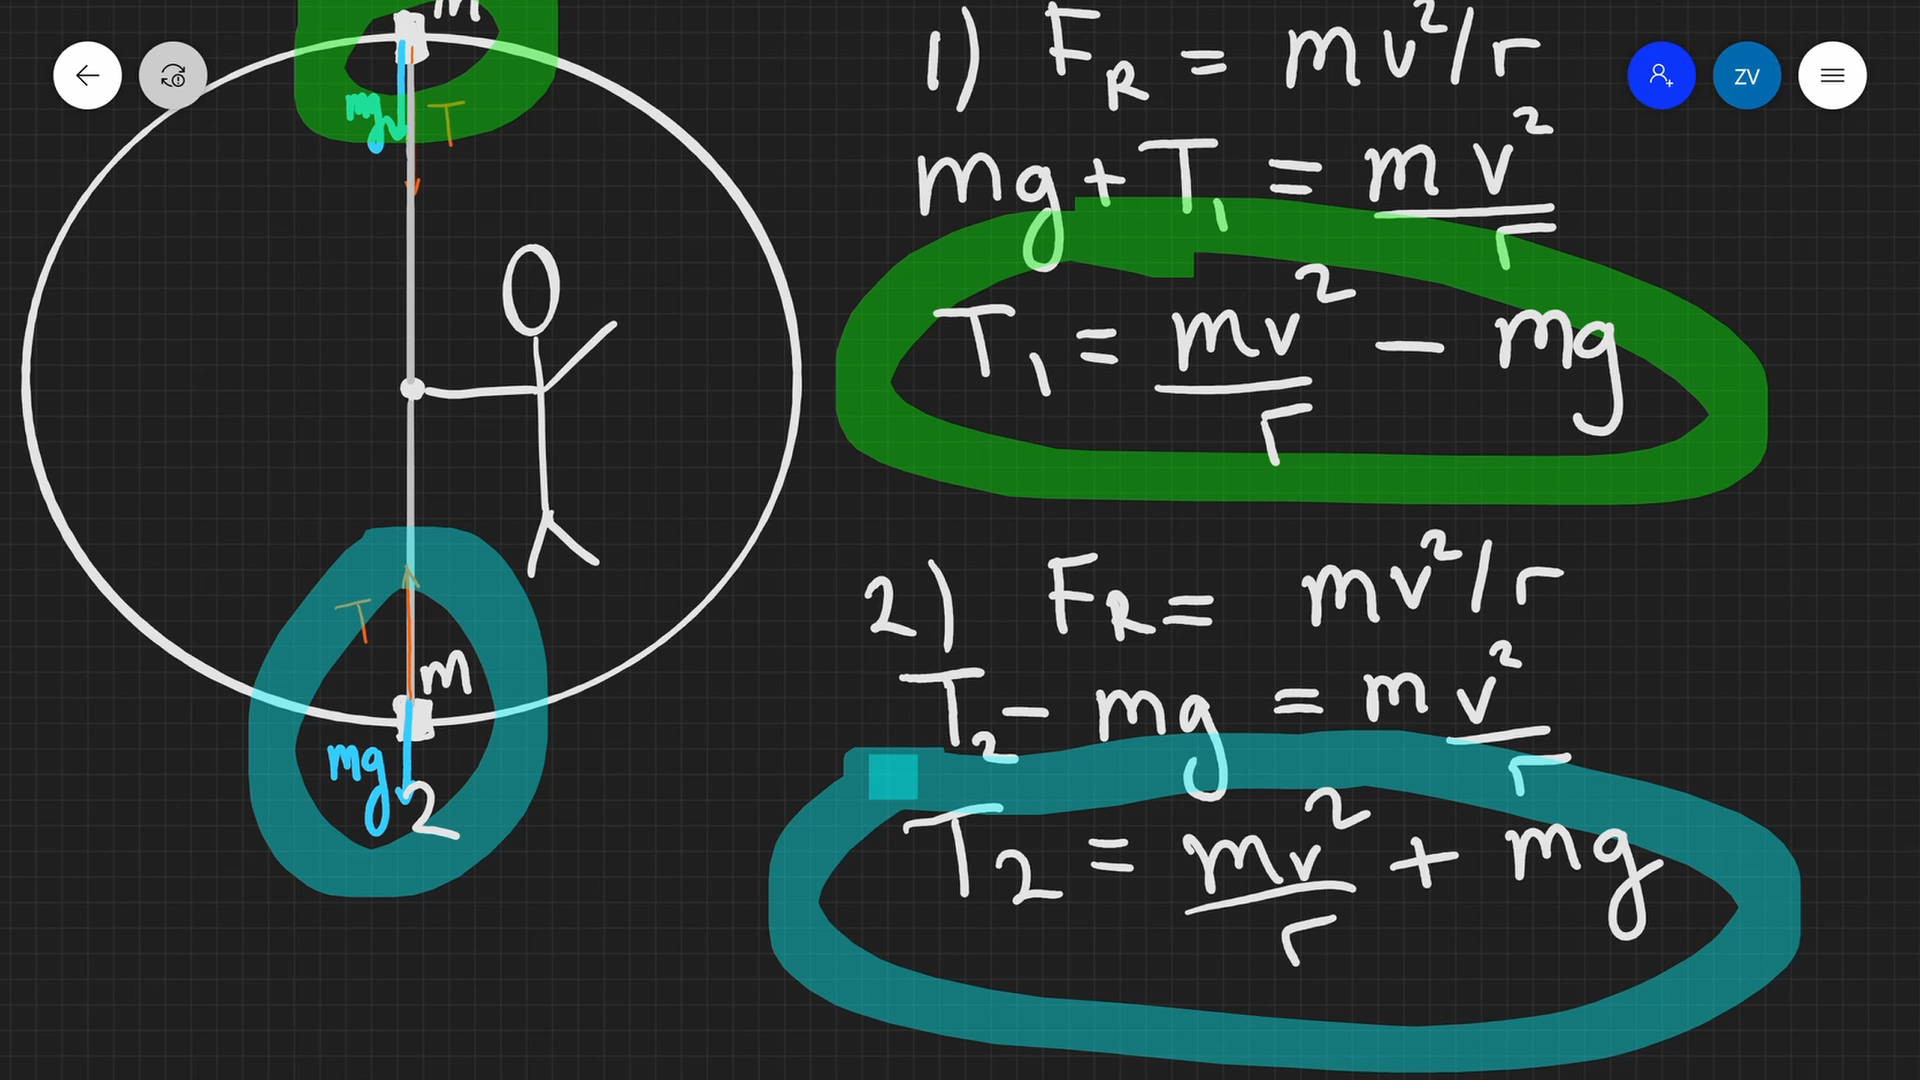 m
mg T
T
m
mg
2
1) F_R = mv²/r
mg + T₁ = mv²/r
T₁ = mv²/r - mg
2) F_R = mv²/r
T₂ - mg = mv²/r
T₂ = mv²/r + mg
ZV